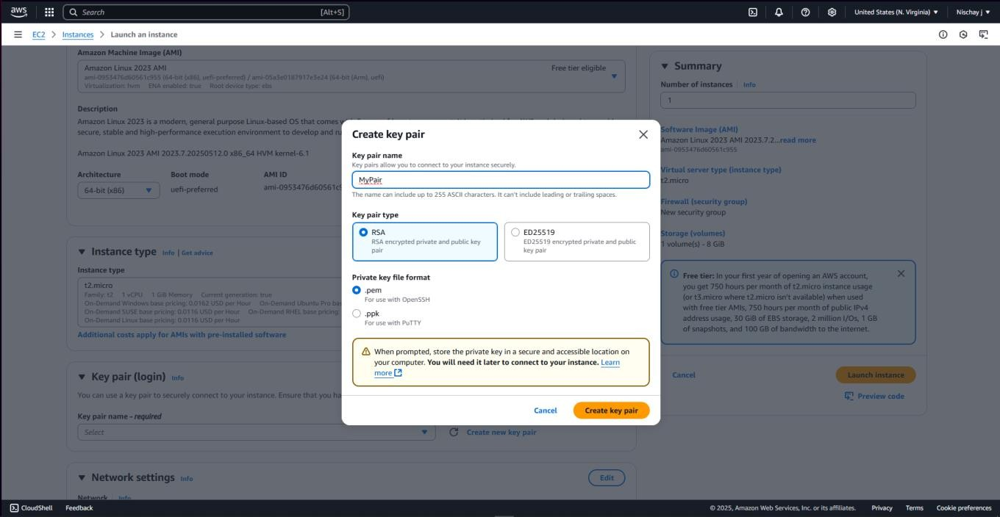 aws
Search [Alt+S]
United States (N. Virginia) ▼ Nischay j ▼
EC2 > Instances > Launch an instance
Amazon Machine Image (AMI)
Amazon Linux 2023 AMI Free tier eligible
ami-0953476d60561c955 (64-bit (x86), uefi-preferred) / ami-05a3e0187917e3e24 (64-bit (Arm), uefi)
Virtualization: hvm ENA enabled: true Root device type: ebs
Description
Amazon Linux 2023 is a modern, general purpose Linux-based OS that comes
secure, stable and high-performance execution environment to develop and
Amazon Linux 2023 AMI 2023.7.20250512.0 x86_64 HVM kernel-6.1
Architecture Boot mode AMI ID
64-bit (x86) uefi-preferred ami-0953476d60561c9
Instance type Info | Get advice
Instance type
t2.micro
Family: t2 1 vCPU 1 GiB Memory Current generation: true
On-Demand Windows base pricing: 0.0162 USD per Hour On-Demand Ubuntu Pro bas
On-Demand SUSE base pricing: 0.0116 USD per Hour On-Demand RHEL base pricing:
On-Demand Linux base pricing: 0.0116 USD per Hour
Additional costs apply for AMIs with pre-installed software
Key pair (login) Info
You can use a key pair to securely connect to your instance. Ensure that you ha
Key pair name - required
Select Create new key pair
Network settings Info Edit
Network Info
Create key pair
Key pair name
Key pairs allow you to connect to your instance securely.
MyPair
The name can include up to 255 ASCII characters. It can't include leading or trailing spaces.
Key pair type
RSA
RSA encrypted private and public key
pair
ED25519
ED25519 encrypted private and public
key pair
Private key file format
.pem
For use with OpenSSH
.ppk
For use with PuTTY
When prompted, store the private key in a secure and accessible location on
your computer. You will need it later to connect to your instance. Learn
more
Cancel Create key pair
Summary
Number of instances Info
1
Software Image (AMI)
Amazon Linux 2023 AMI 2023.7.2...read more
ami-0953476d60561c955
Virtual server type (instance type)
t2.micro
Firewall (security group)
New security group
Storage (volumes)
1 volume(s) - 8 GiB
Free tier: In your first year of opening an AWS account,
you get 750 hours per month of t2.micro instance usage
(or t3.micro where t2.micro isn't available) when used
with free tier AMIs, 750 hours per month of public IPv4
address usage, 30 GiB of EBS storage, 2 million I/Os, 1 GB
of snapshots, and 100 GB of bandwidth to the internet.
Cancel Launch instance
Preview code
CloudShell Feedback © 2025, Amazon Web Services, Inc. or its affiliates. Privacy Terms Cookie preferences